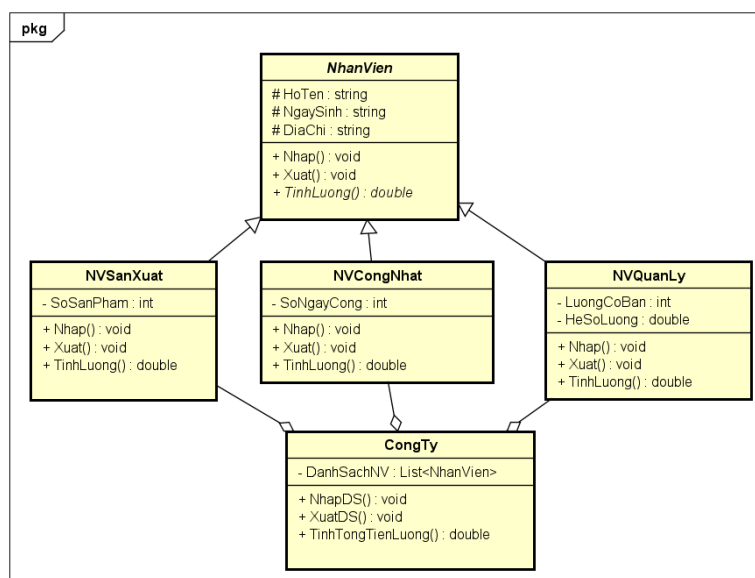 pkg
NhanVien
# HoTen : string
# NgaySinh : string
# DiaChi : string
+ Nhap() : void
+ Xuat() : void
+ TinhLuong() : double
NVSanXuat
- SoSanPham : int
+ Nhap() : void
+ Xuat() : void
+ TinhLuong() : double
NVCongNhat
- SoNgayCong : int
+ Nhap() : void
+ Xuat() : void
+ TinhLuong() : double
NVQuanLy
- LuongCoBan : int
- HeSoLuong : double
+ Nhap() : void
+ Xuat() : void
+ TinhLuong() : double
CongTy
- DanhSachNV : List<NhanVien>
+ NhapDS() : void
+ XuatDS() : void
+ TinhTongTienLuong() : double